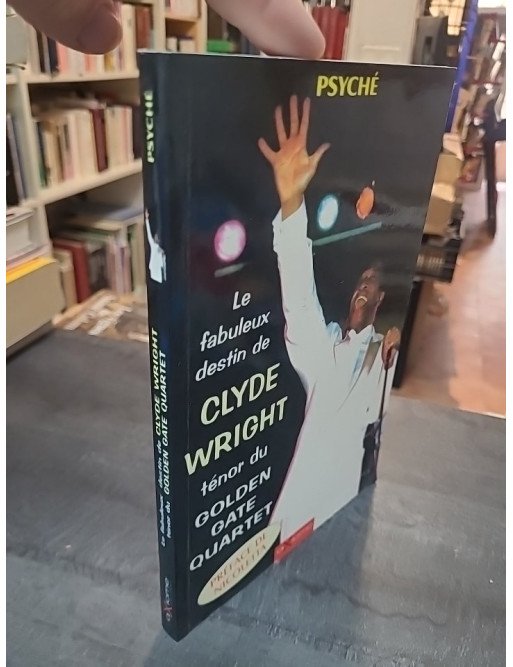 PSYCHÉ
Le
fabuleux
destin de
CLYDE
WRIGHT
ténor du
GOLDEN
GATE
QUARTET
PRÉFACE DE
NICOLETTA
PSYCHÉ
Le fabuleux destin de CLYDE WRIGHT
ténor du GOLDEN GATE QUARTET